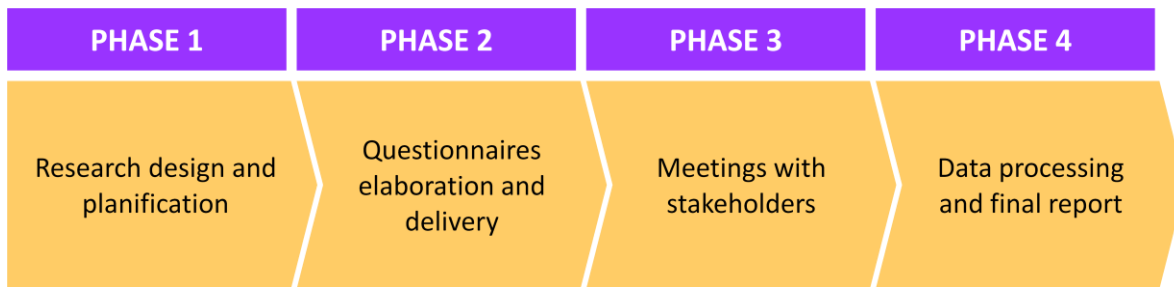 PHASE 1
PHASE 2
PHASE 3
PHASE 4
Research design and
planification
Questionnaires
elaboration and
delivery
Meetings with
stakeholders
Data processing
and final report